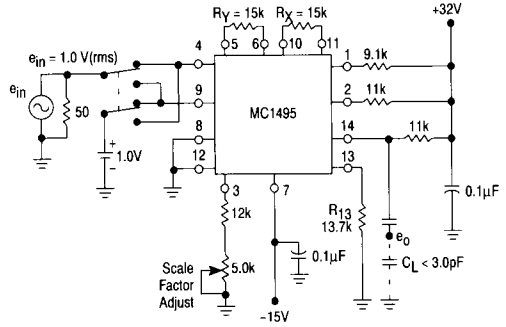 R_Y = 15k
R_X = 15k
+32V
e_in = 1.0 V(rms)
4
5
6
10
11
1
9.1k
e_in
50
9
2
11k
MC1495
8
14
11k
+
1.0V
–
12
13
3
7
0.1µF
12k
R_13
13.7k
e_o
Scale
Factor
Adjust
5.0k
0.1µF
C_L < 3.0pF
–15V